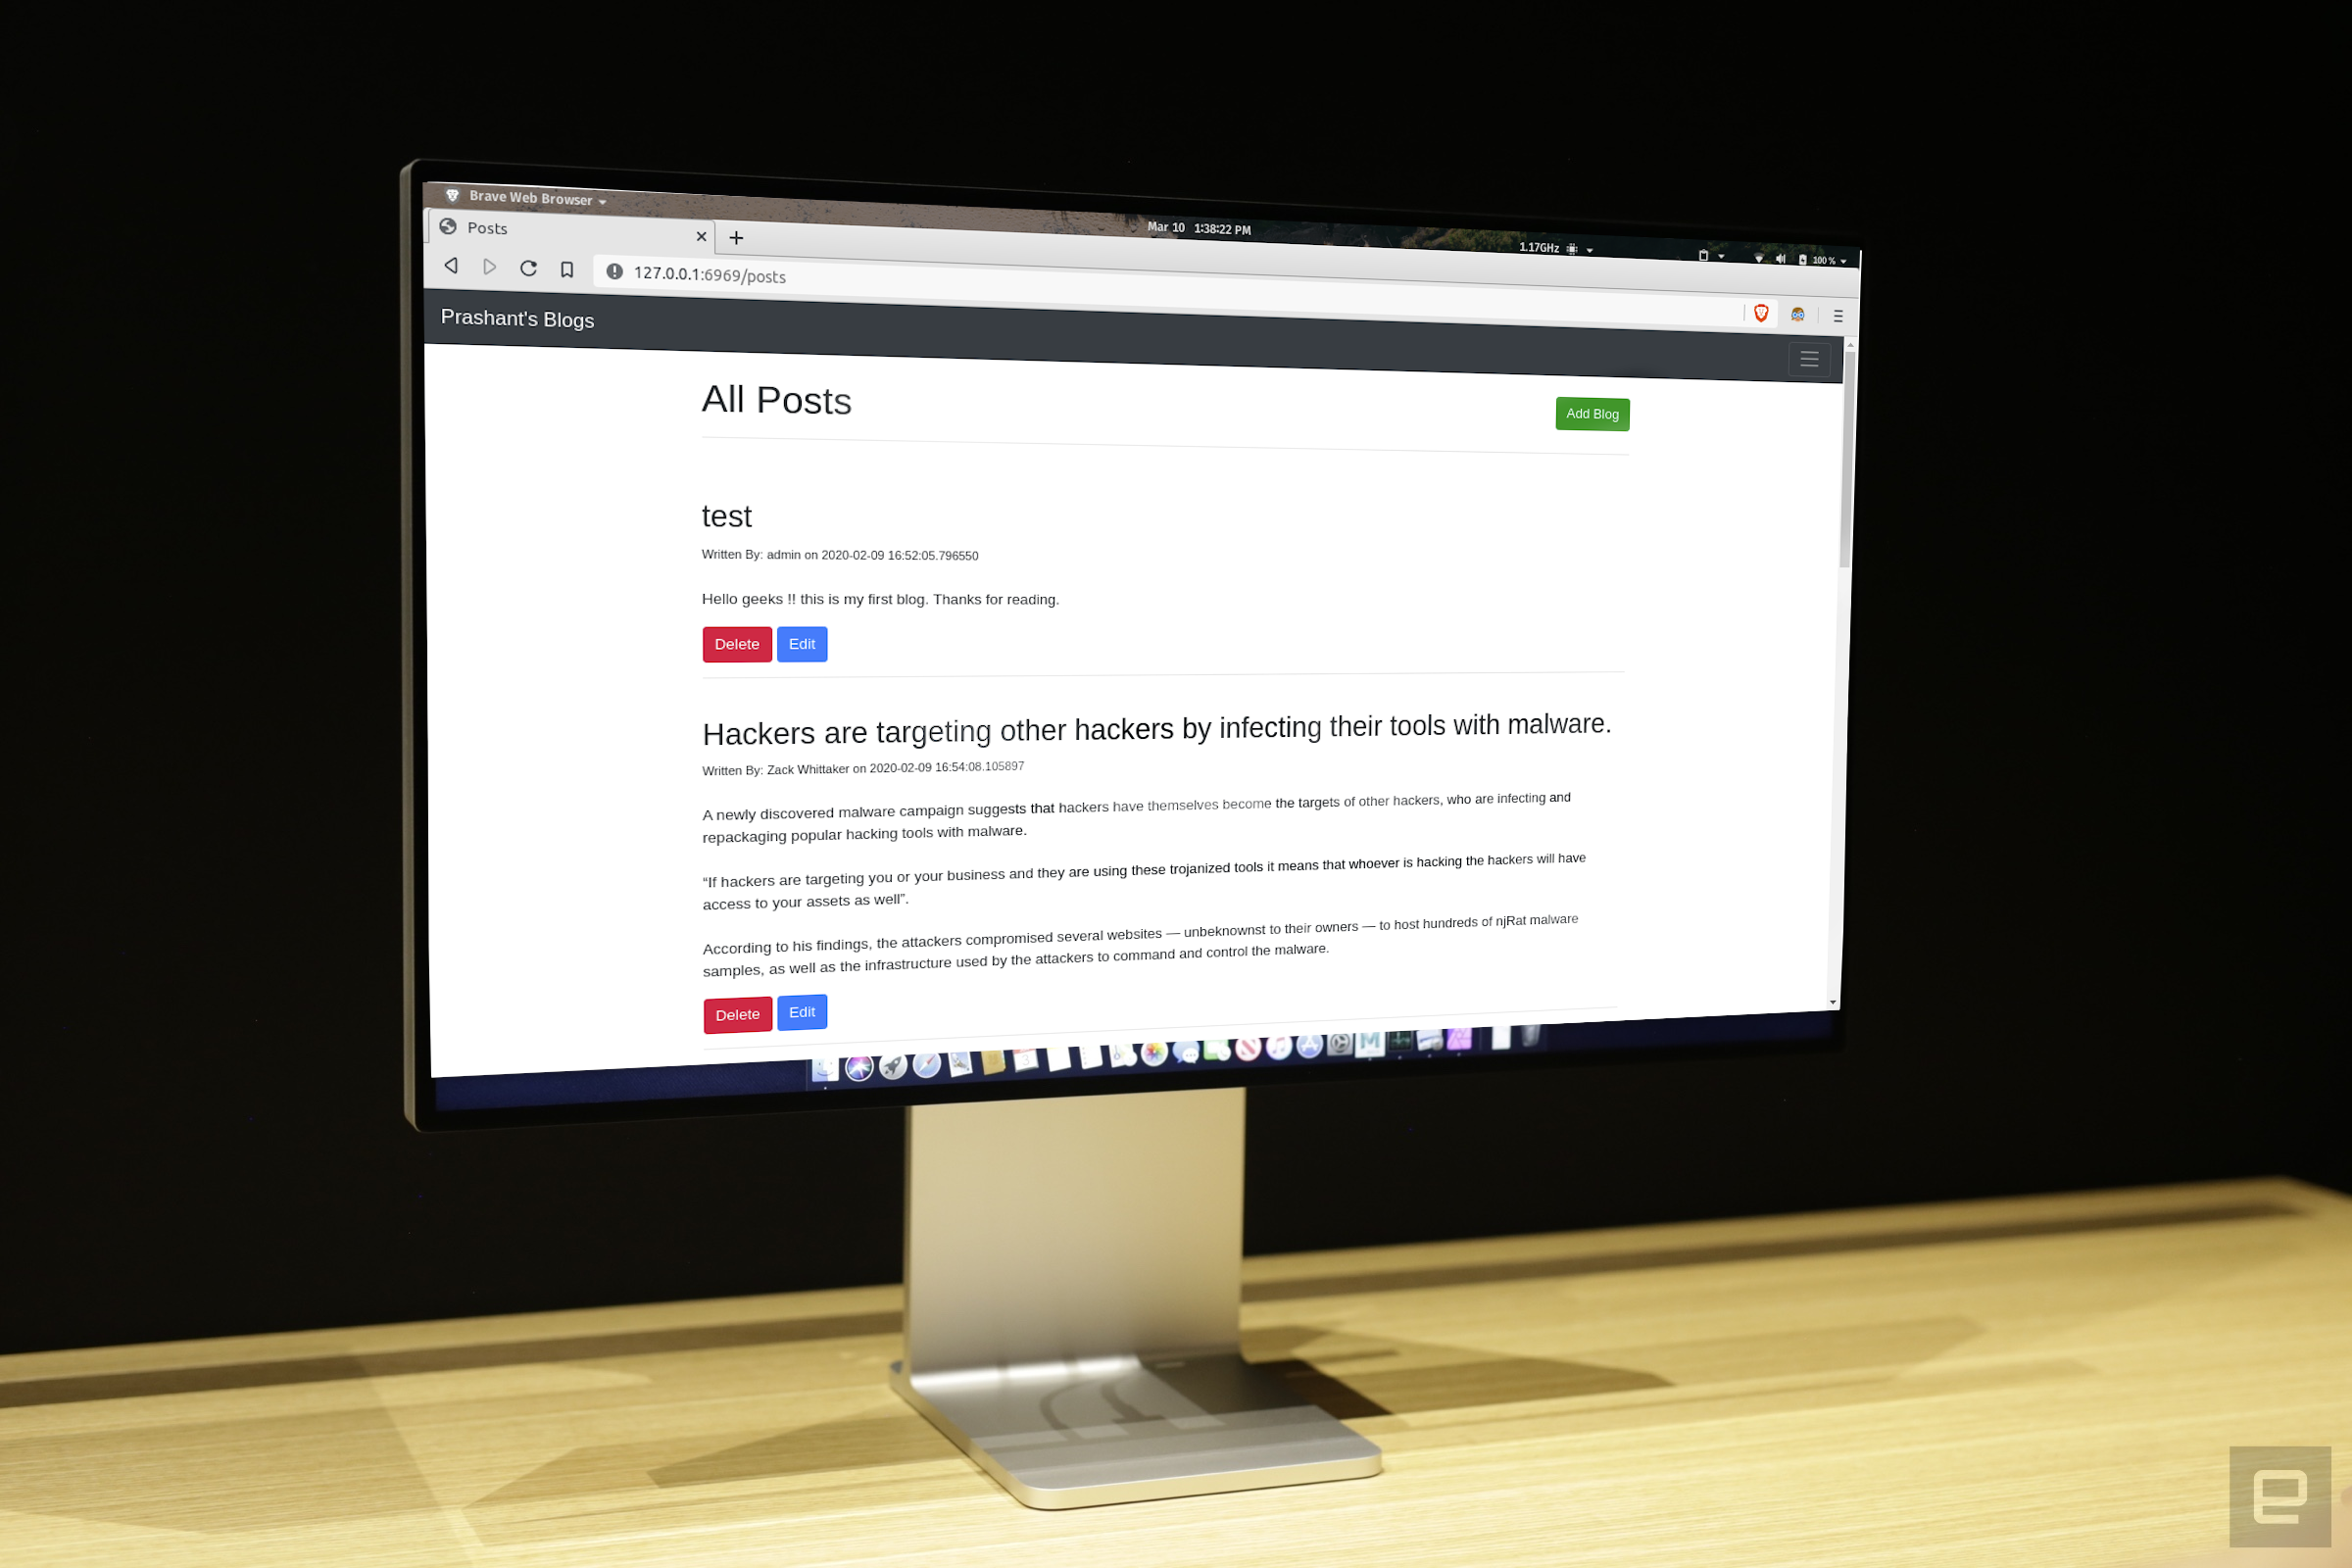 Brave Web Browser
Mar 10 1:38:22 PM
1.17GHz
100 %
Posts
127.0.0.1:6969/posts
Prashant's Blogs
All Posts
Add Blog
test
Written By: admin on 2020-02-09 16:52:05.796550
Hello geeks !! this is my first blog. Thanks for reading.
Delete Edit
Hackers are targeting other hackers by infecting their tools with malware.
Written By: Zack Whittaker on 2020-02-09 16:54:08.105897
A newly discovered malware campaign suggests that hackers have themselves become the targets of other hackers, who are infecting and
repackaging popular hacking tools with malware.
“If hackers are targeting you or your business and they are using these trojanized tools it means that whoever is hacking the hackers will have
access to your assets as well”.
According to his findings, the attackers compromised several websites — unbeknownst to their owners — to host hundreds of njRat malware
samples, as well as the infrastructure used by the attackers to command and control the malware.
Delete Edit
3
e